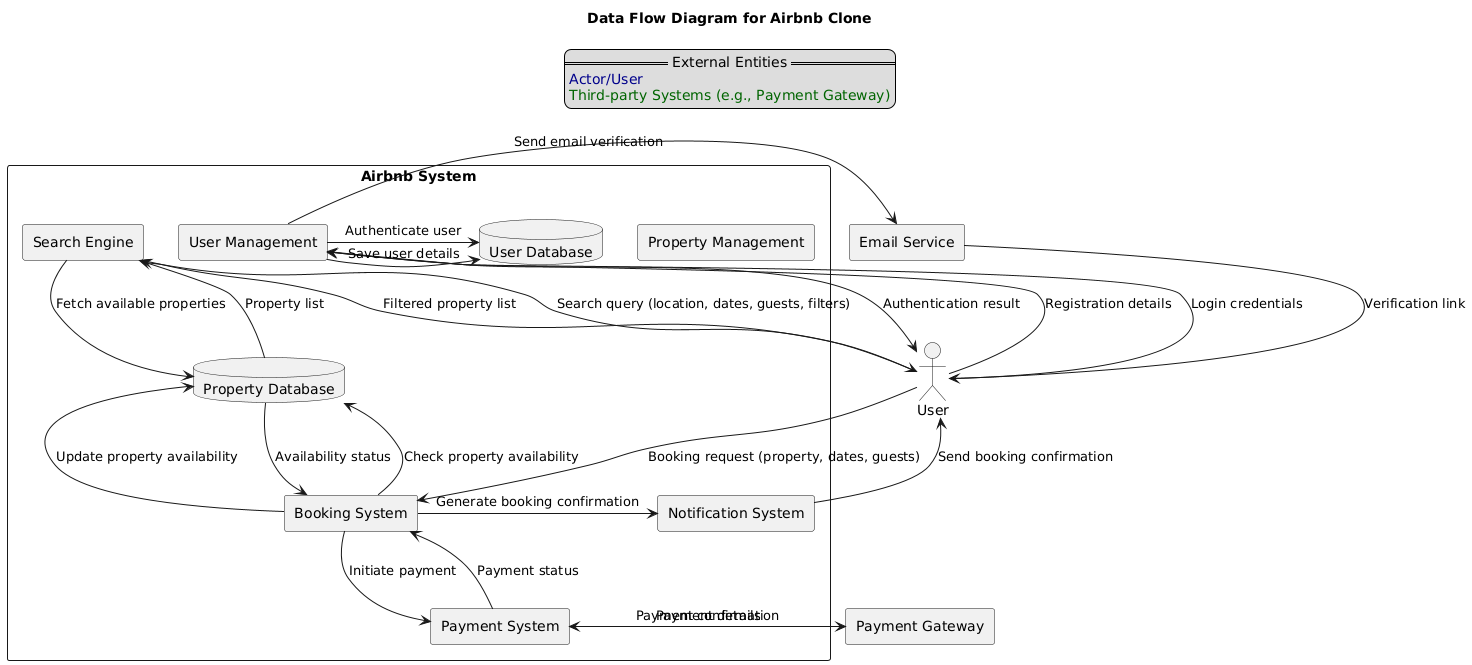 Data Flow Diagram for Airbnb Clone
External Entities
Actor/User
Third-party Systems (e.g., Payment Gateway)
Send email verification
Airbnb System
Search Engine
User Management
Authenticate user
Save user details
User Database
Property Management
Email Service
Fetch available properties
Property list
Filtered property list
Search query (location, dates, guests, filters)
Authentication result
Registration details
Login credentials
Verification link
Property Database
User
Update property availability
Availability status
Check property availability
Booking request (property, dates, guests)
Send booking confirmation
Booking System
Generate booking confirmation
Notification System
Initiate payment
Payment status
Payment System
Payment details
Payment confirmation
Payment Gateway